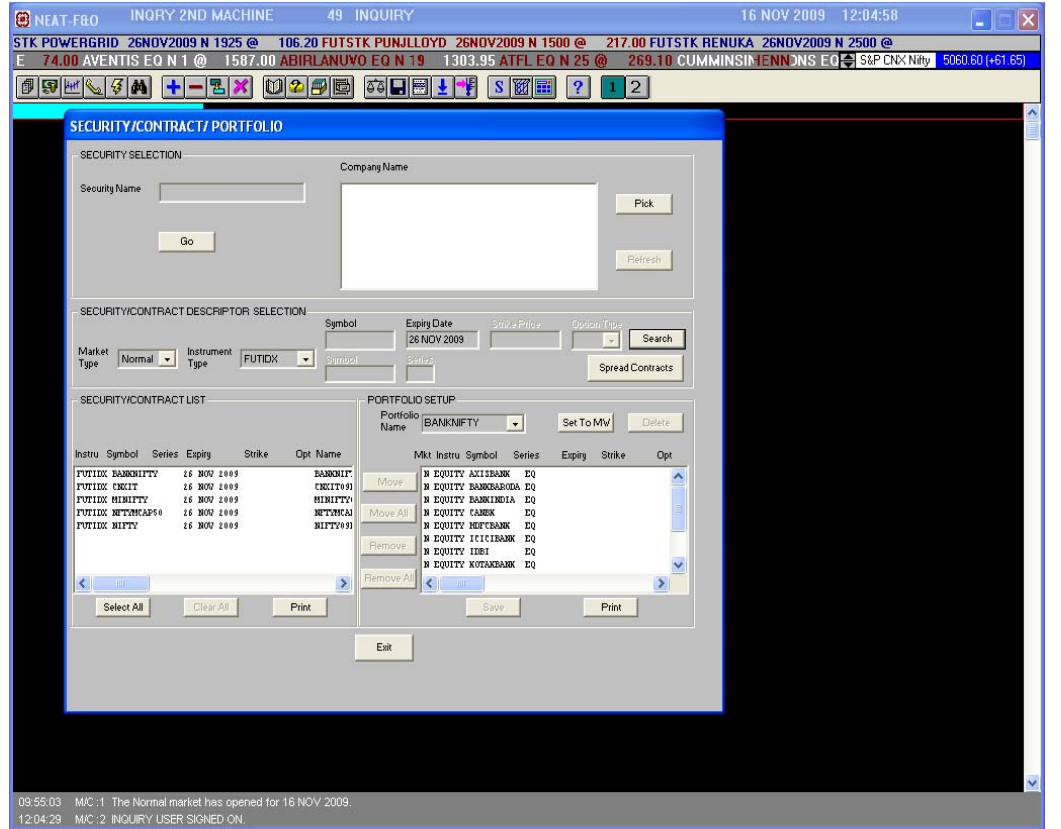 NEAT-F&O INQRY 2ND MACHINE 49 INQUIRY 16 NOV 2009 12:04:58
STK POWERGRID 26NOV2009 N 1925 @ 106.20 FUTSTK PUNJLLOYD 26NOV2009 N 1500 @ 217.00 FUTSTK RENUKA 26NOV2009 N 2500 @
E 74.00 AVENTIS EQ N 1 @ 1587.00 ABIRLANUVO EQ N 19 1303.95 ATFL EQ N 25 @ 269.10 CUMMINSIN EQ S&P CNX Nifty 5060.60 (+61.65)
S ? 1 2
SECURITY/CONTRACT/ PORTFOLIO
SECURITY SELECTION
Company Name
Security Name
Pick
Go
Refresh
SECURITY/CONTRACT DESCRIPTOR SELECTION
Symbol Expiry Date Strike Price Option Type
26 NOV 2009 Search
Market Type Normal Instrument Type FUTIDX Symbol Series
Spread Contracts
SECURITY/CONTRACT LIST
Instru Symbol Series Expiry Strike Opt Name
FUTIDX BANKNIFTY 26 NOV 2009 BANKNIF
FUTIDX CNXIT 26 NOV 2009 CNXIT09
FUTIDX MINIFTY 26 NOV 2009 MINIFTY
FUTIDX NFTYMCAP50 26 NOV 2009 NFTYMCA
FUTIDX NIFTY 26 NOV 2009 NIFTY09
Select All Clear All Print
Move
Move All
Remove
Remove All
PORTFOLIO SETUP
Portfolio Name BANKNIFTY Set To MW Delete
Mkt Instru Symbol Series Expiry Strike Opt
N EQUITY AXISBANK EQ
N EQUITY BANKBARODA EQ
N EQUITY BANKINDIA EQ
N EQUITY CANBK EQ
N EQUITY HDFCBANK EQ
N EQUITY ICICIBANK EQ
N EQUITY IDBI EQ
N EQUITY KOTAKBANK EQ
Save Print
Exit
09:55:03 M/C :1 The Normal market has opened for 16 NOV 2009.
12:04:29 M/C :2 INQUIRY USER SIGNED ON.